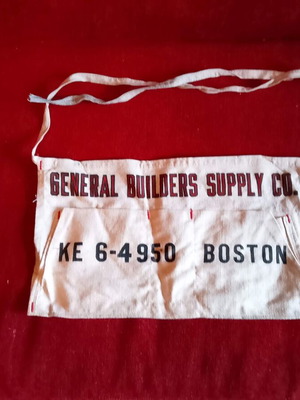 GENERAL BUILDERS SUPPLY CO.
KE 6-4950 BOSTON